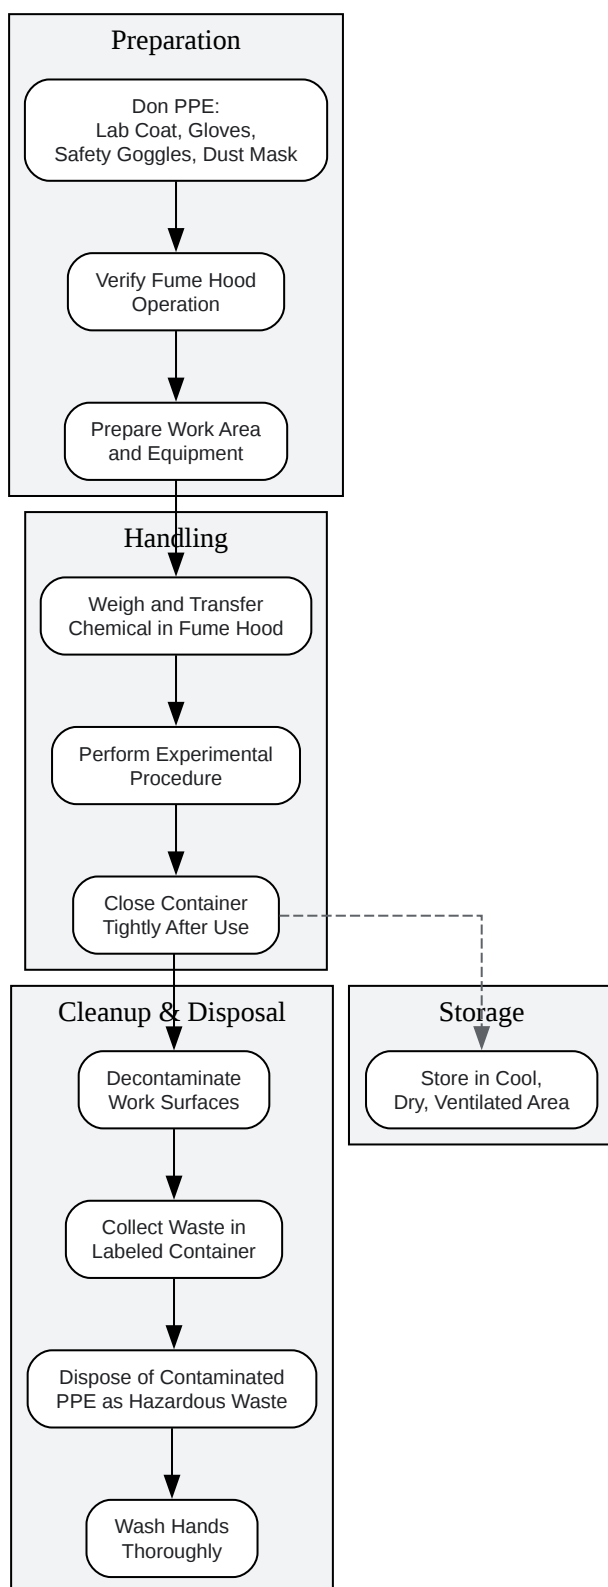 Preparation
Don PPE:
Lab Coat, Gloves,
Safety Goggles, Dust Mask
Verify Fume Hood
Operation
Prepare Work Area
and Equipment
Handling
Weigh and Transfer
Chemical in Fume Hood
Perform Experimental
Procedure
Close Container
Tightly After Use
Cleanup & Disposal
Decontaminate
Work Surfaces
Collect Waste in
Labeled Container
Dispose of Contaminated
PPE as Hazardous Waste
Wash Hands
Thoroughly
Storage
Store in Cool,
Dry, Ventilated Area